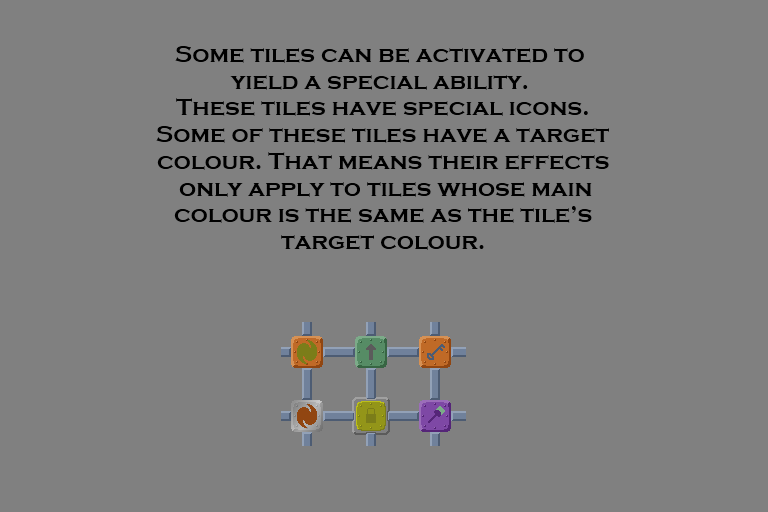 Some tiles can be activated to
yield a special ability.
These tiles have special icons.
Some of these tiles have a target
colour. That means their effects
only apply to tiles whose main
colour is the same as the tile's
target colour.